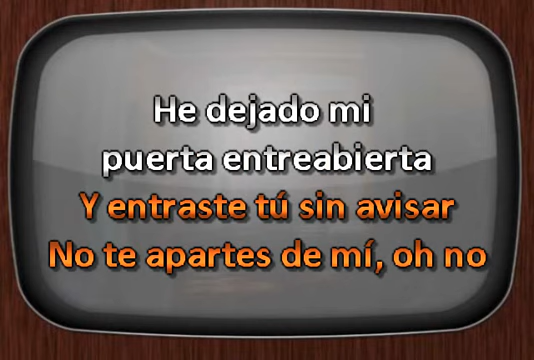 He dejado mi
puerta entreabierta
Y entraste tú sin avisar
No te apartes de mí, oh no